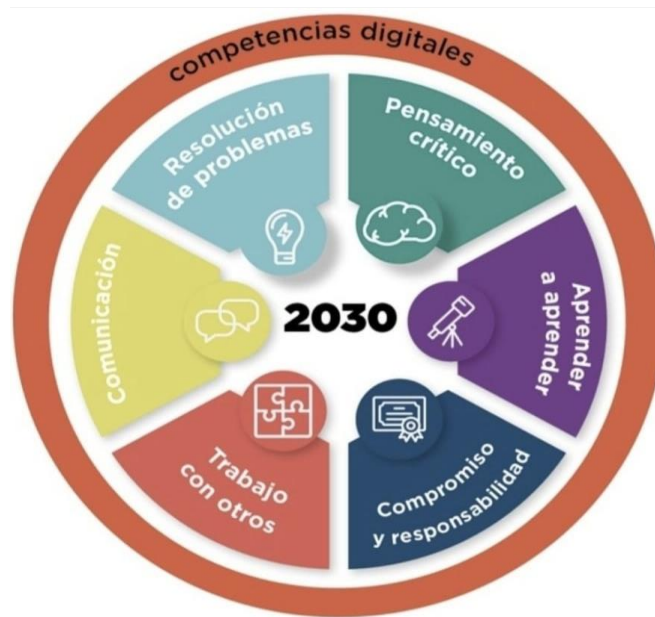 competencias digitales
Resolución
de problemas
Pensamiento
crítico
Comunicación
2030
Aprender
a aprender
Trabajo
con otros
Compromiso
y responsabilidad